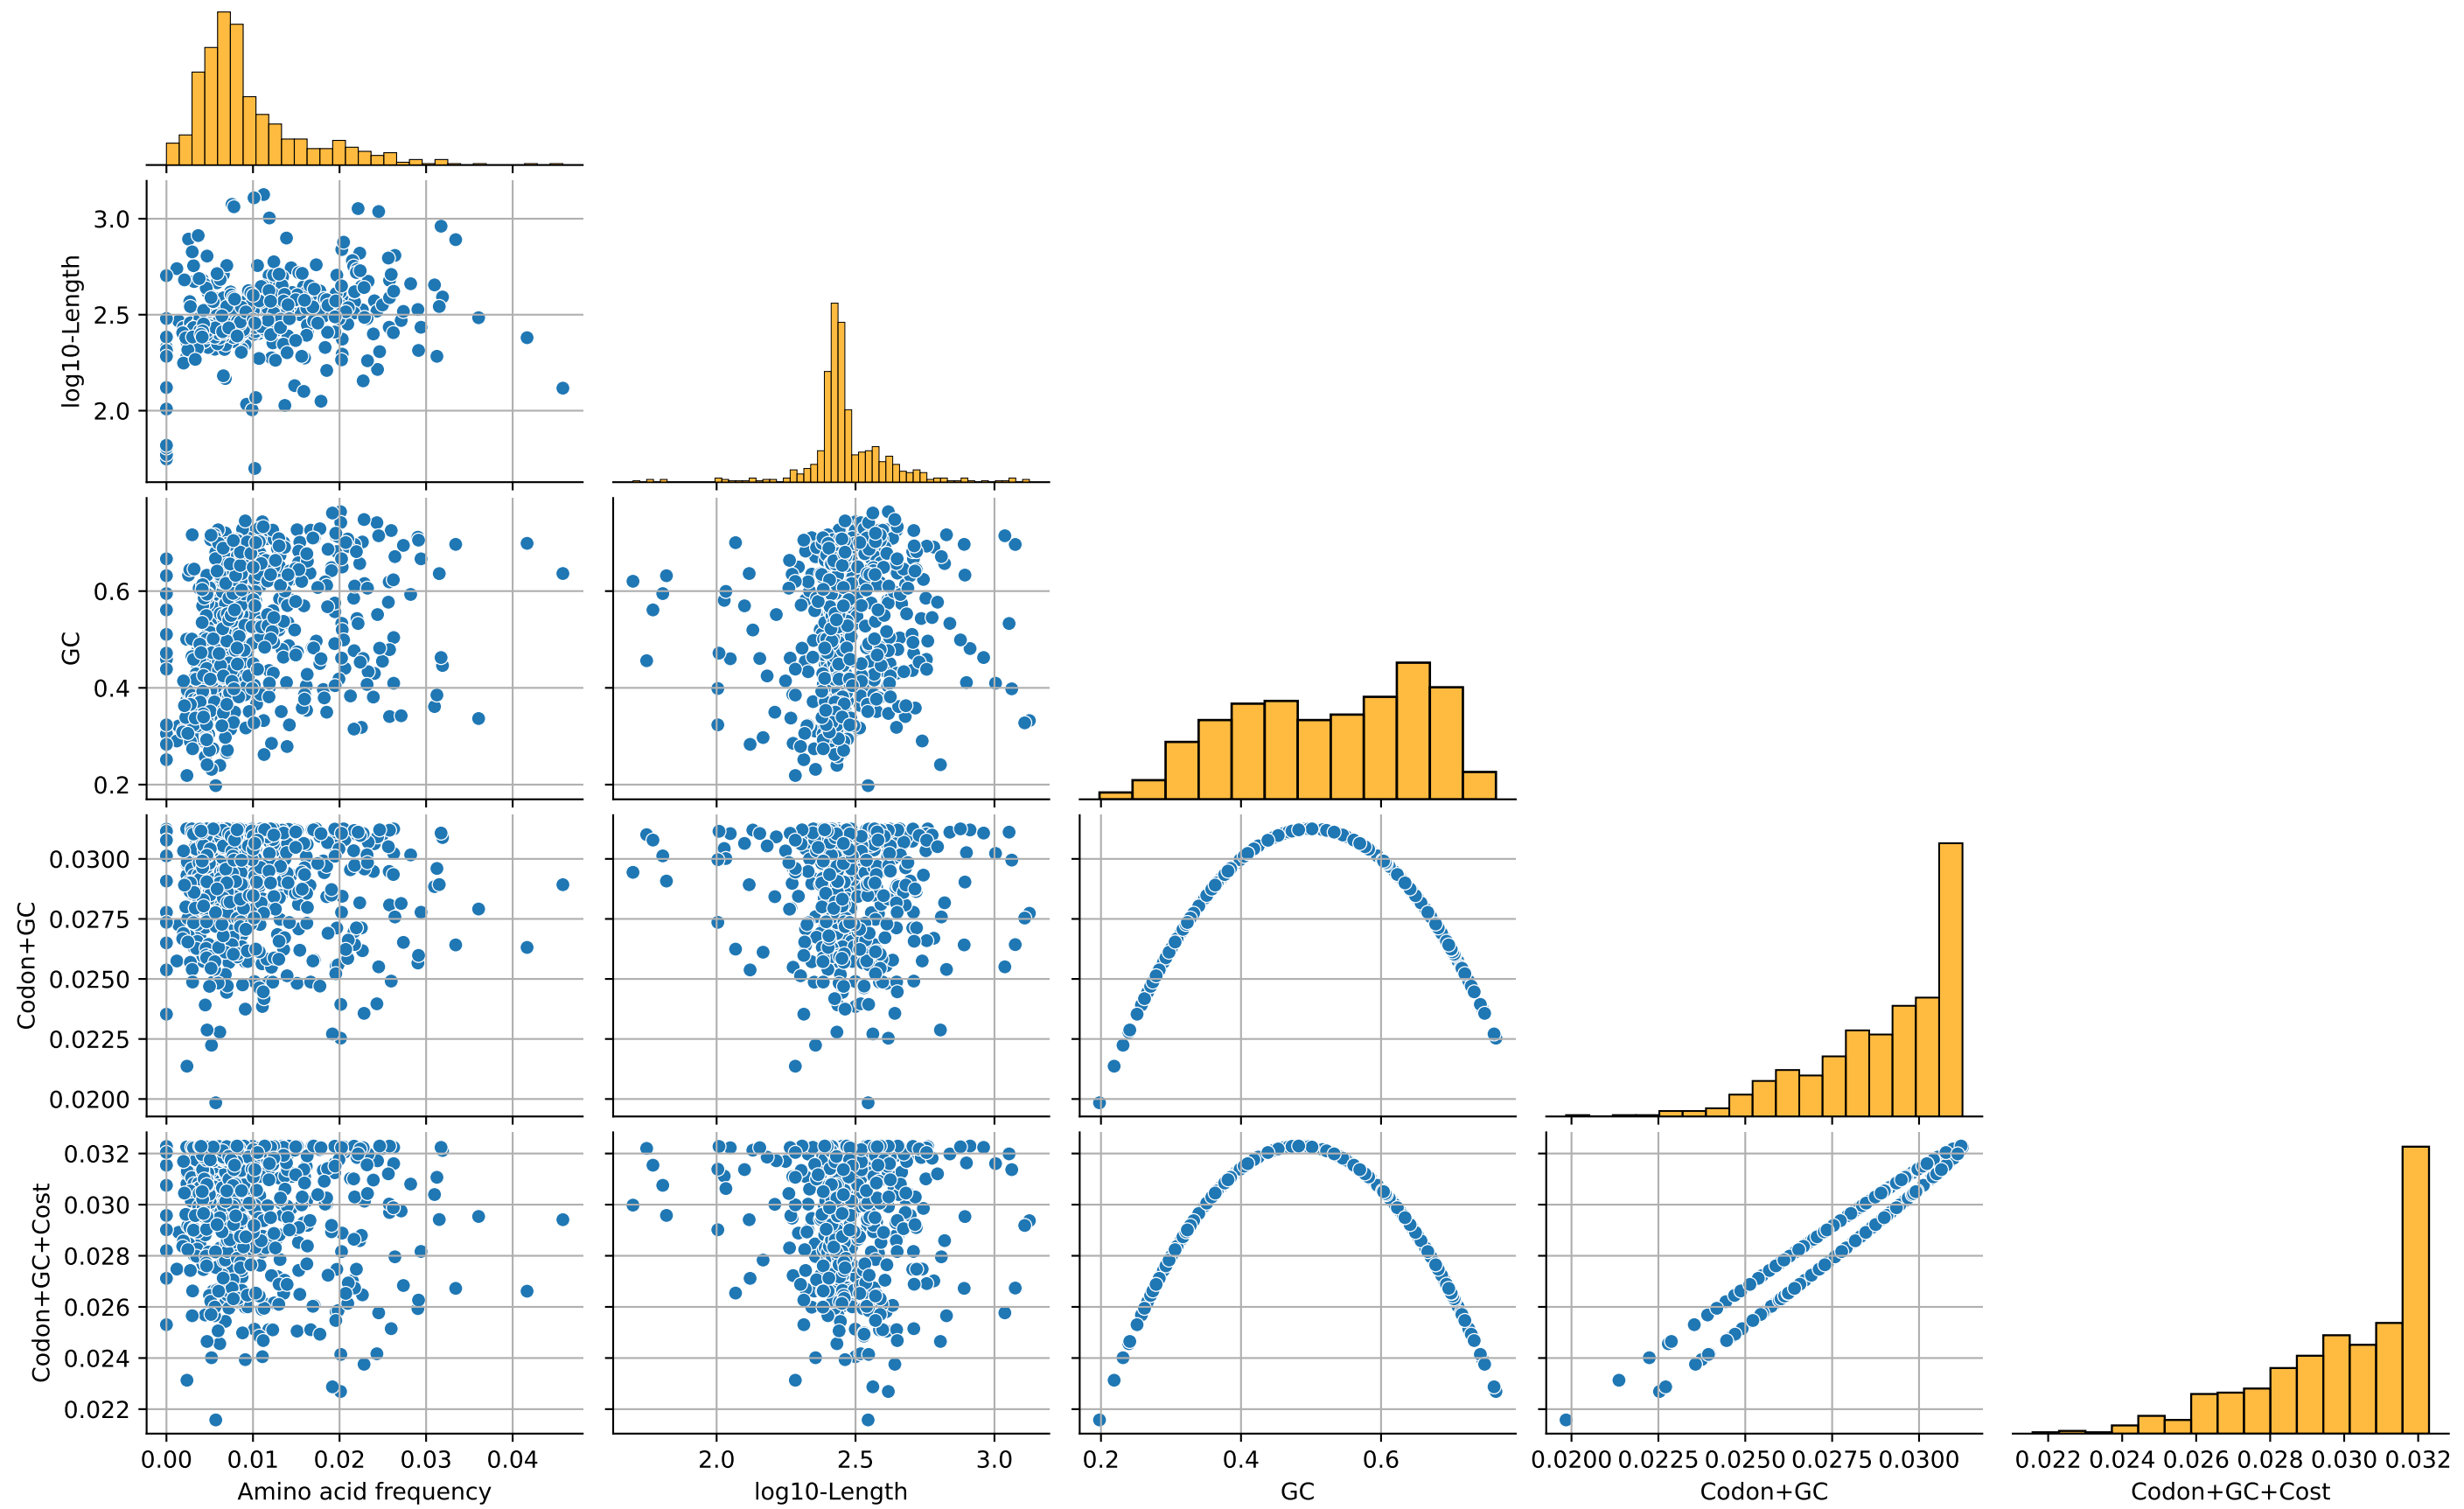 3.0
2.5
2.0
log10-Length
0.6
0.4
0.2
GC
0.0300
0.0275
0.0250
0.0225
0.0200
Codon+GC
0.032
0.030
0.028
0.026
0.024
0.022
Codon+GC+Cost
0.00 0.01 0.02 0.03 0.04
Amino acid frequency
2.0 2.5 3.0
log10-Length
0.2 0.4 0.6
GC
0.0200 0.0225 0.0250 0.0275 0.0300
Codon+GC
0.022 0.024 0.026 0.028 0.030 0.032
Codon+GC+Cost